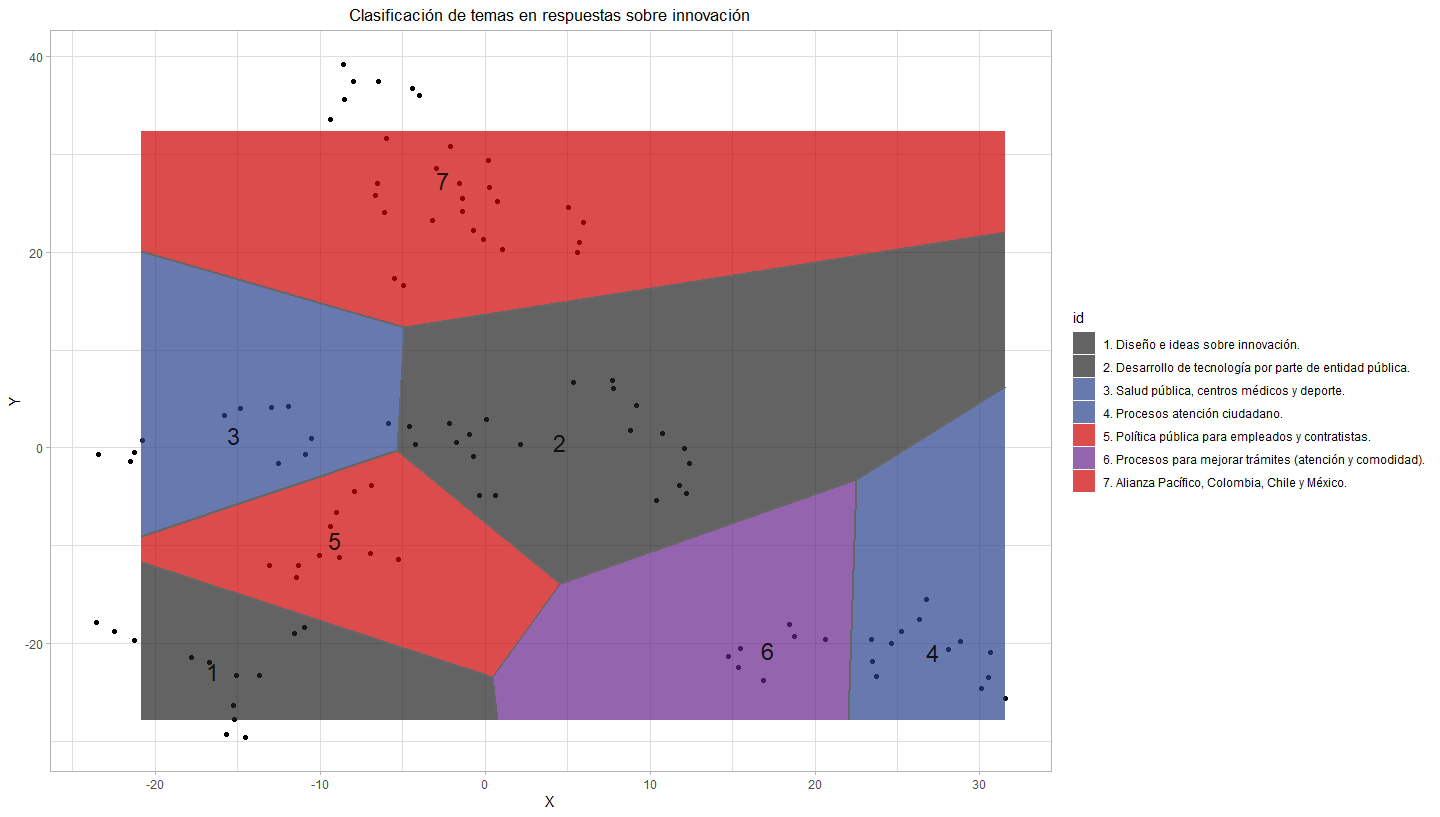 Clasificación de temas en respuestas sobre innovación
40
20
0
-20
Y
7
3
2
5
1
6
4
-20
-10
0
10
20
30
X
id
1. Diseño e ideas sobre innovación.
2. Desarrollo de tecnología por parte de entidad pública.
3. Salud pública, centros médicos y deporte.
4. Procesos atención ciudadano.
5. Política pública para empleados y contratistas.
6. Procesos para mejorar trámites (atención y comodidad).
7. Alianza Pacífico, Colombia, Chile y México.